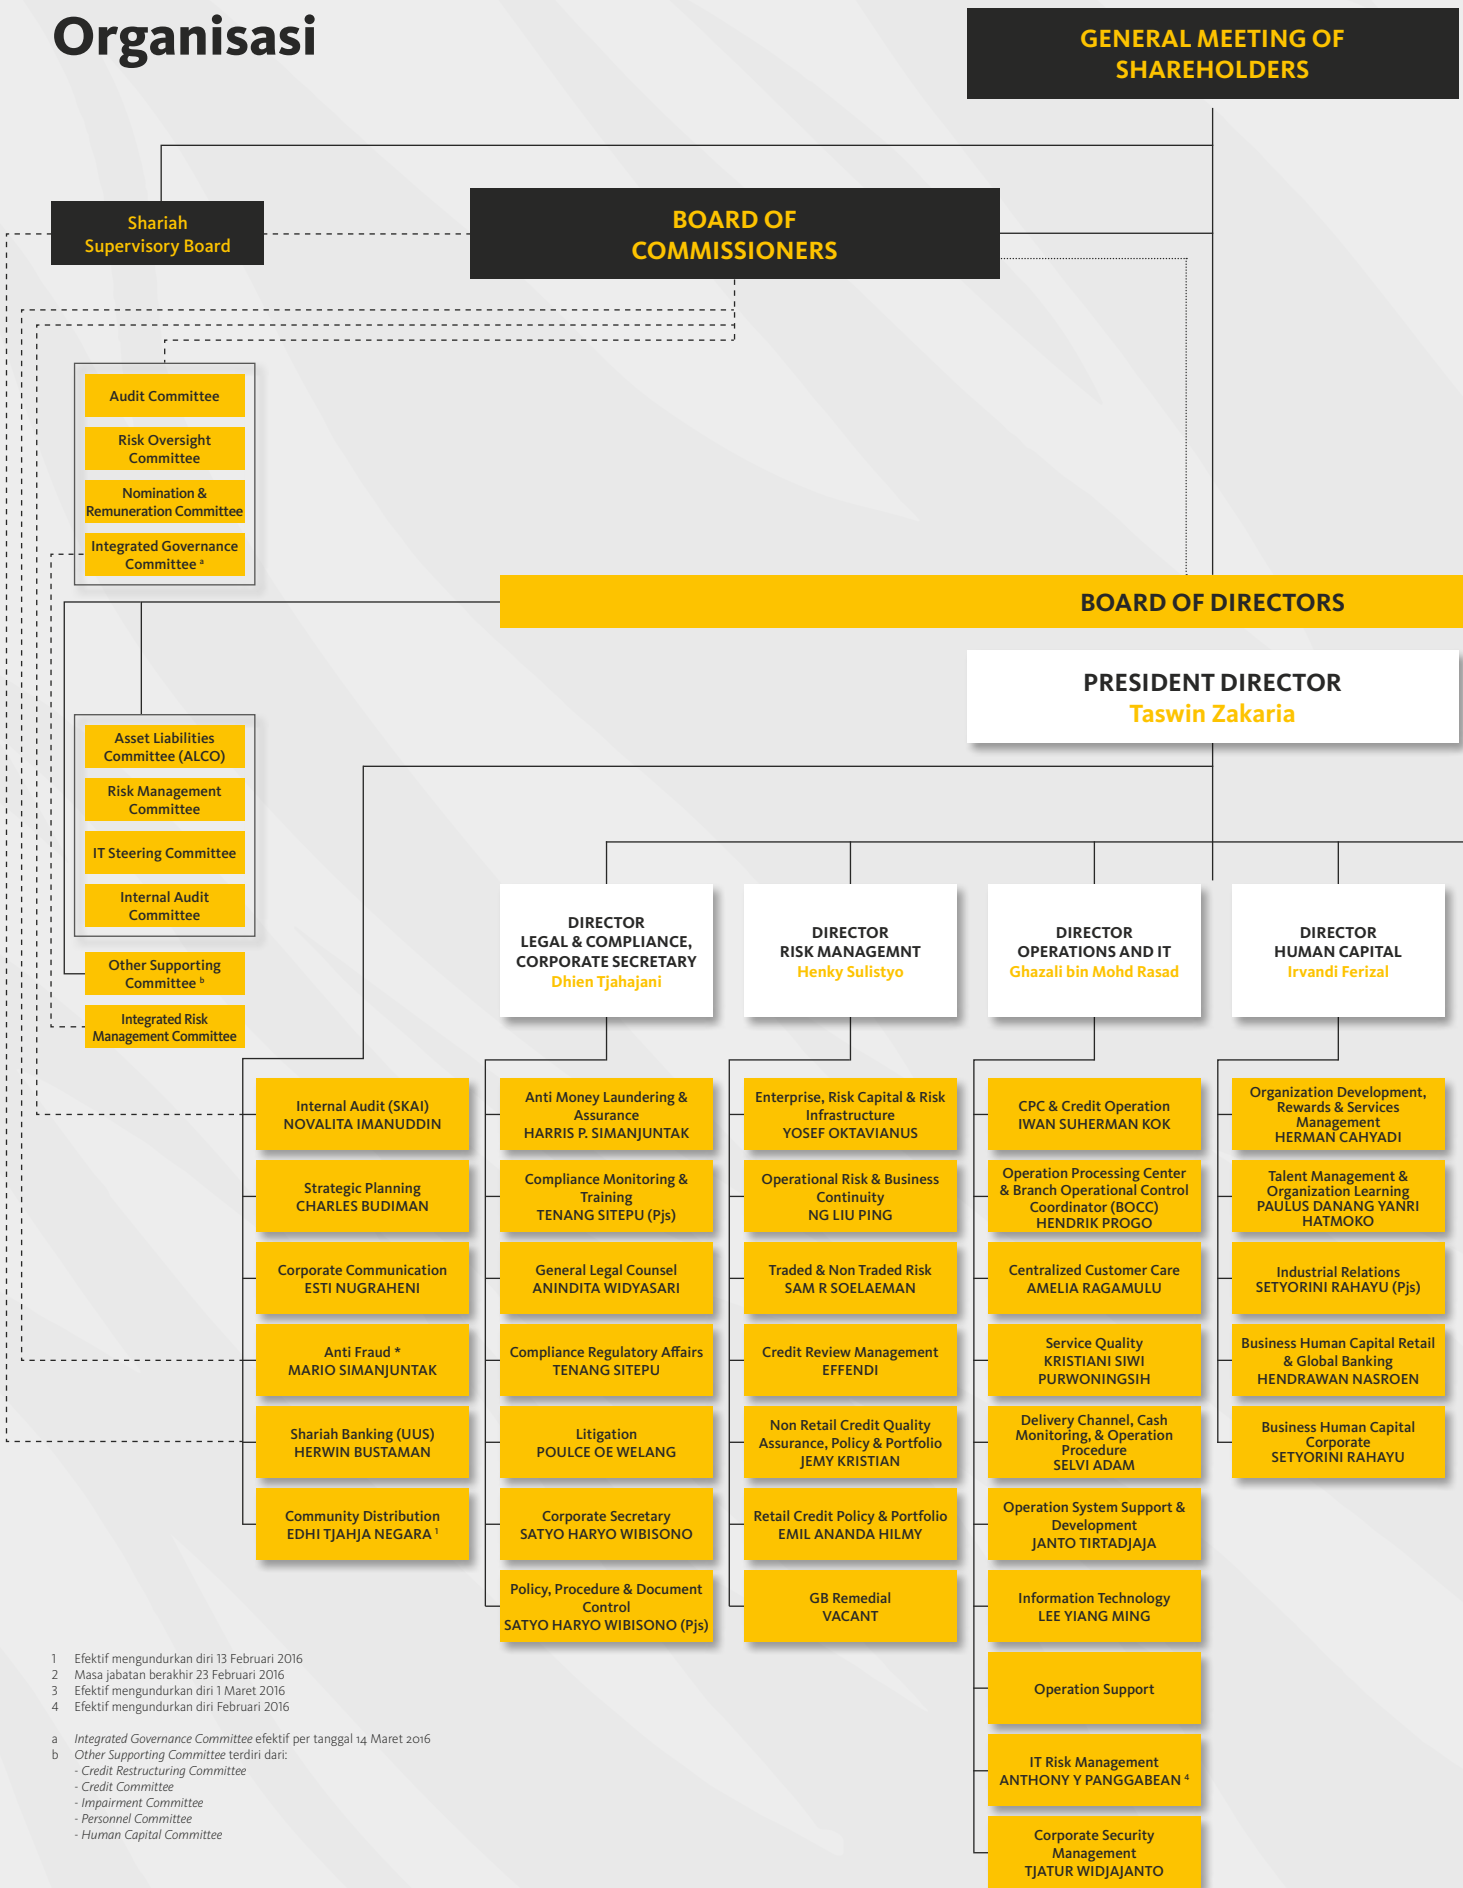 Organisasi
GENERAL MEETING OF
SHAREHOLDERS
Shariah
Supervisory Board
BOARD OF
COMMISSIONERS
Audit Committee
Risk Oversight
Committee
Nomination &
Remuneration Committee
Integrated Governance
Committee a
BOARD OF DIRECTORS
PRESIDENT DIRECTOR
Taswin Zakaria
Asset Liabilities
Committee (ALCO)
Risk Management
Committee
IT Steering Committee
Internal Audit
Committee
Other Supporting
Committee b
Integrated Risk
Management Committee
DIRECTOR
LEGAL & COMPLIANCE,
CORPORATE SECRETARY
Dhien Tjahajani
DIRECTOR
RISK MANAGEMNT
Henky Sulistyo
DIRECTOR
OPERATIONS AND IT
Ghazali bin Mohd Rasad
DIRECTOR
HUMAN CAPITAL
Irvandi Ferizal
Internal Audit (SKAI)
NOVALITA IMANUDDIN
Strategic Planning
CHARLES BUDIMAN
Corporate Communication
ESTI NUGRAHENI
Anti Fraud *
MARIO SIMANJUNTAK
Shariah Banking (UUS)
HERWIN BUSTAMAN
Community Distribution
EDHI TJAHJA NEGARA 1
Anti Money Laundering &
Assurance
HARRIS P. SIMANJUNTAK
Compliance Monitoring &
Training
TENANG SITEPU (Pjs)
General Legal Counsel
ANINDITA WIDYASARI
Compliance Regulatory Affairs
TENANG SITEPU
Litigation
POULCE OE WELANG
Corporate Secretary
SATYO HARYO WIBISONO
Policy, Procedure & Document
Control
SATYO HARYO WIBISONO (Pjs)
Enterprise, Risk Capital & Risk
Infrastructure
YOSEF OKTAVIANUS
Operational Risk & Business
Continuity
NG LIU PING
Traded & Non Traded Risk
SAM R SOELAEMAN
Credit Review Management
EFFENDI
Non Retail Credit Quality
Assurance, Policy & Portfolio
JEMY KRISTIAN
Retail Credit Policy & Portfolio
EMIL ANANDA HILMY
GB Remedial
VACANT
CPC & Credit Operation
IWAN SUHERMAN KOK
Operation Processing Center
& Branch Operational Control
Coordinator (BOCC)
HENDRIK PROGO
Centralized Customer Care
AMELIA RAGAMULU
Service Quality
KRISTIANI SIWI
PURWONINGSIH
Delivery Channel, Cash
Monitoring, & Operation
Procedure
SELVI ADAM
Operation System Support &
Development
JANTO TIRTADJAJA
Information Technology
LEE YIANG MING
Operation Support
IT Risk Management
ANTHONY Y PANGGABEAN 4
Corporate Security
Management
TJATUR WIDJAJANTO
Organization Development,
Rewards & Services
Management
HERMAN CAHYADI
Talent Management &
Organization Learning
PAULUS DANANG YANRI
HATMOKO
Industrial Relations
SETYORINI RAHAYU (Pjs)
Business Human Capital Retail
& Global Banking
HENDRAWAN NASROEN
Business Human Capital
Corporate
SETYORINI RAHAYU
1 Efektif mengundurkan diri 13 Februari 2016
2 Masa jabatan berakhir 23 Februari 2016
3 Efektif mengundurkan diri 1 Maret 2016
4 Efektif mengundurkan diri Februari 2016
a Integrated Governance Committee efektif per tanggal 14 Maret 2016
b Other Supporting Committee terdiri dari:
- Credit Restructuring Committee
- Credit Committee
- Impairment Committee
- Personnel Committee
- Human Capital Committee